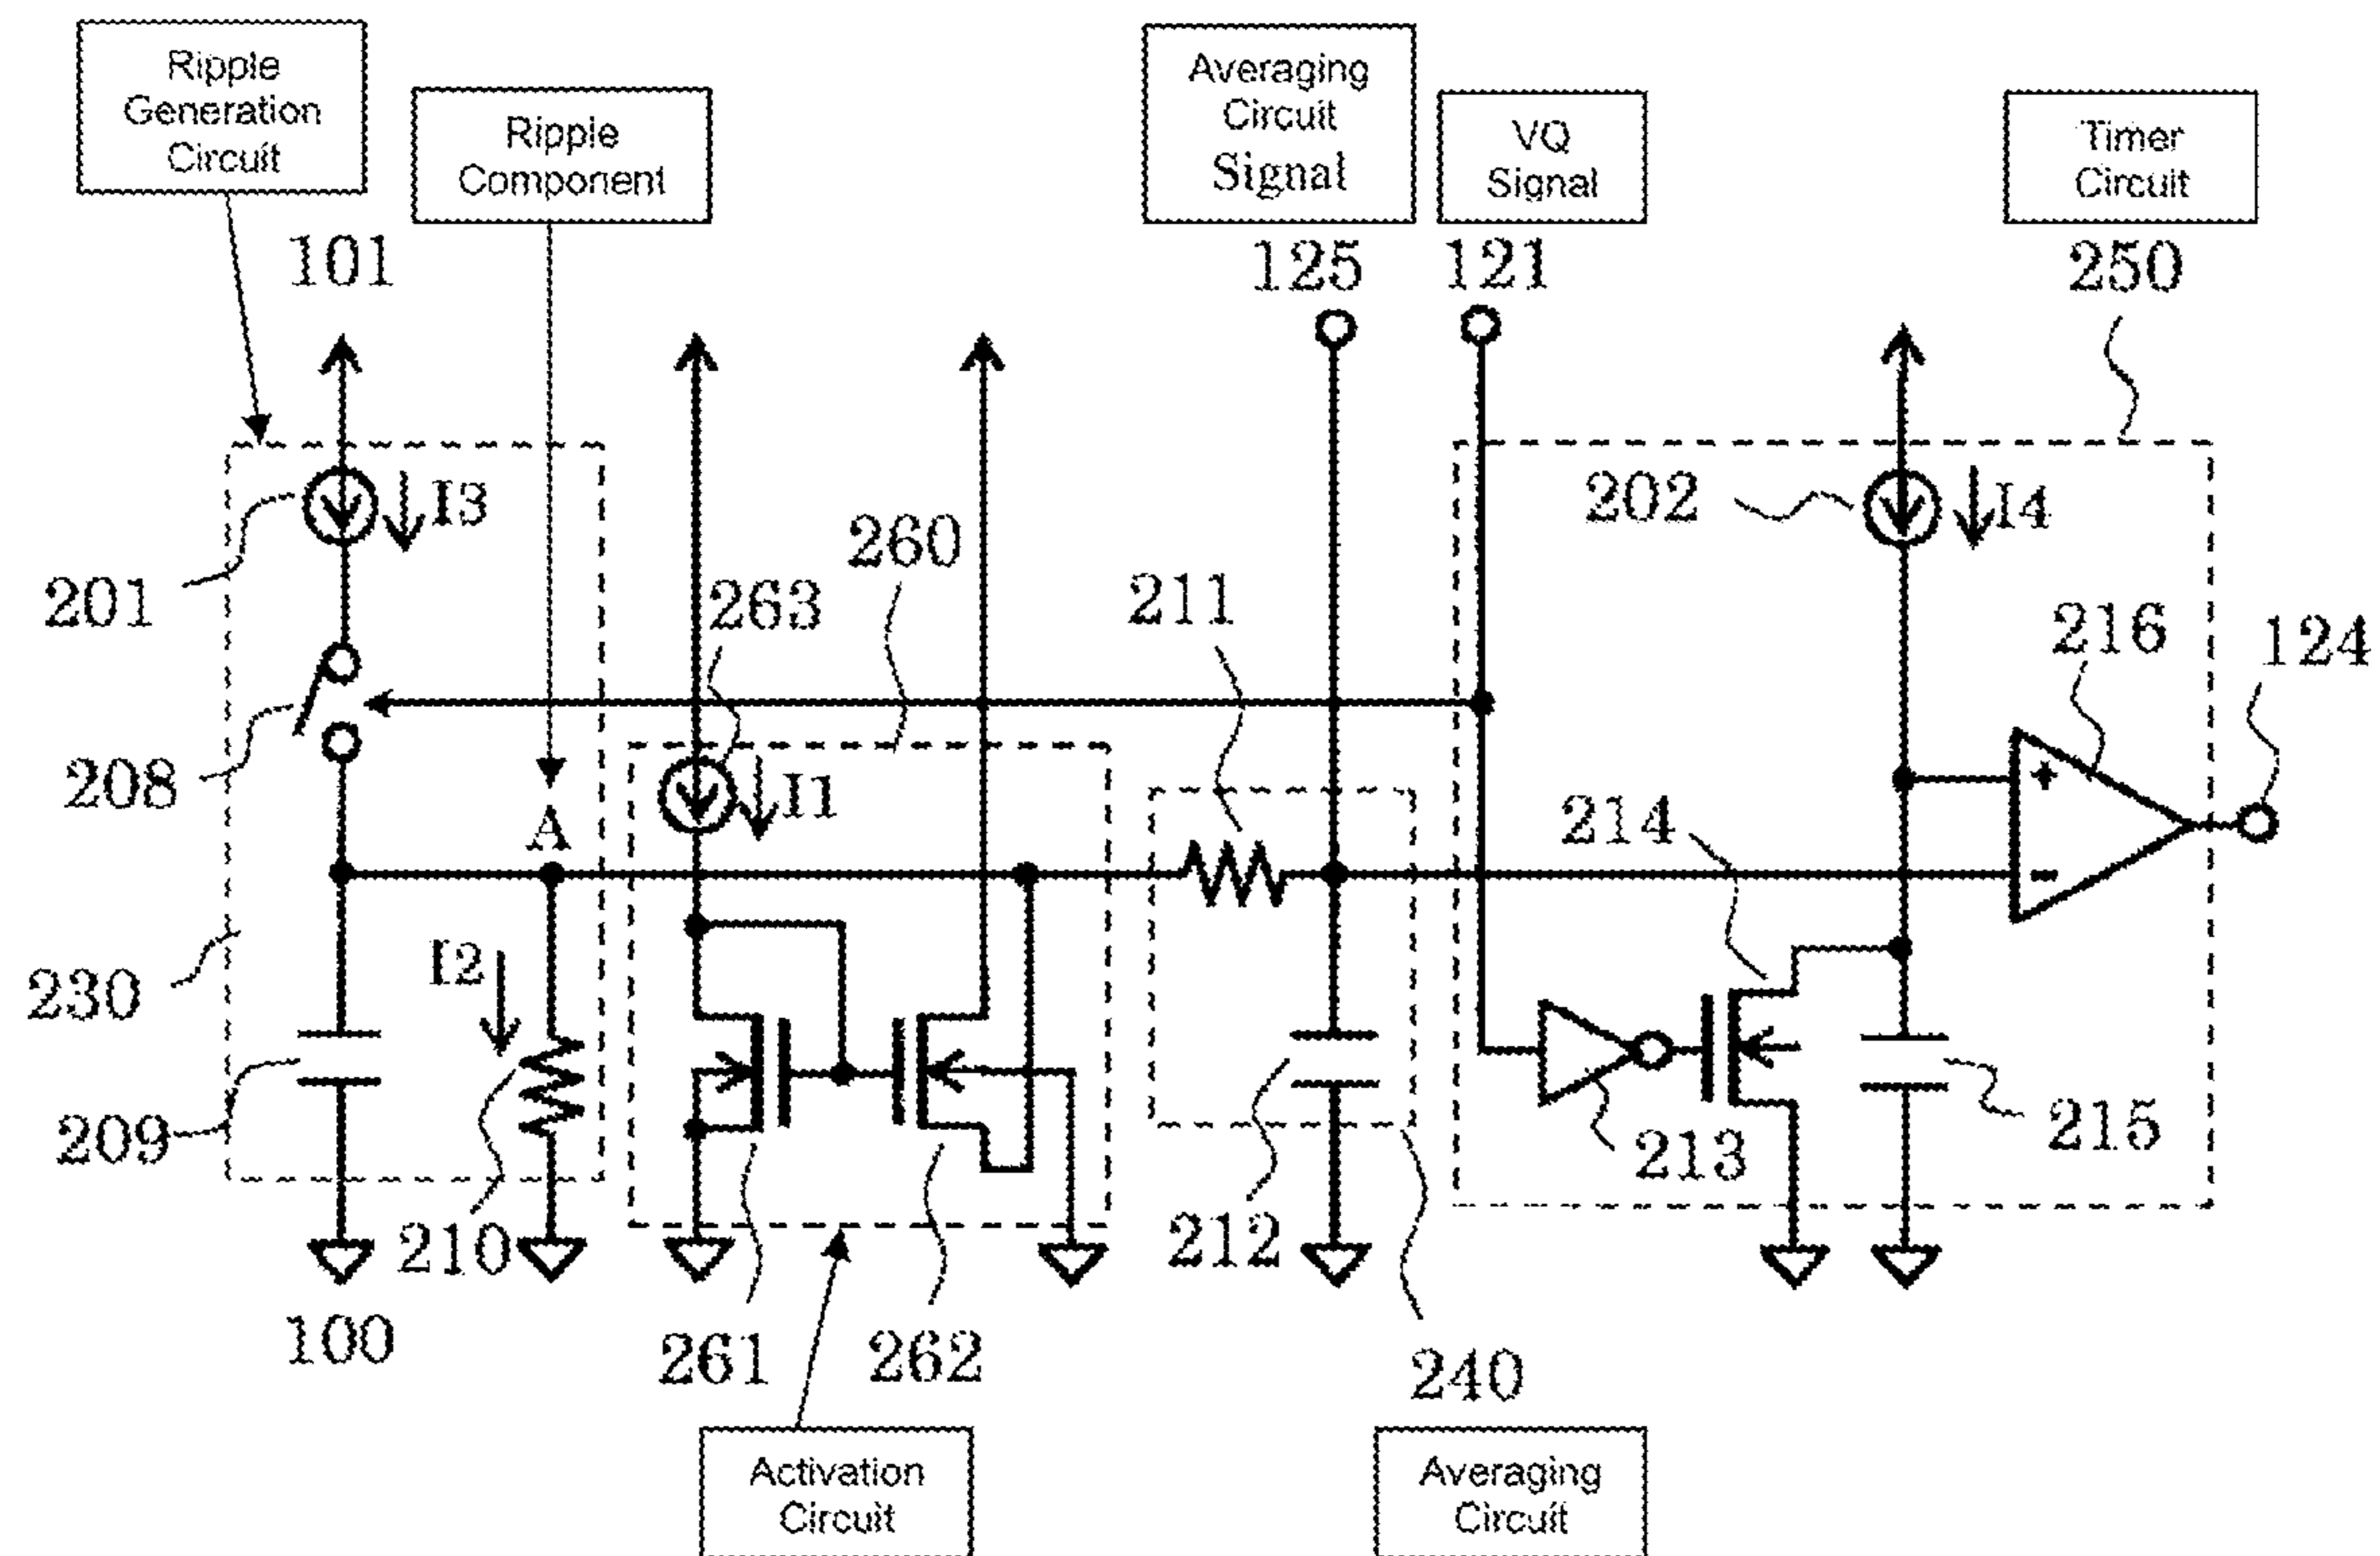 Ripple
Generation
Circuit
Ripple
Component
Averaging
Circuit
Signal
VQ
Signal
Timer
Circuit
101
125
121
250
I3
201
202
I4
260
263
211
216
124
208
I1
A
214
+
-
230
I2
209
210
213
215
212
100
261
262
240
Activation
Circuit
Averaging
Circuit